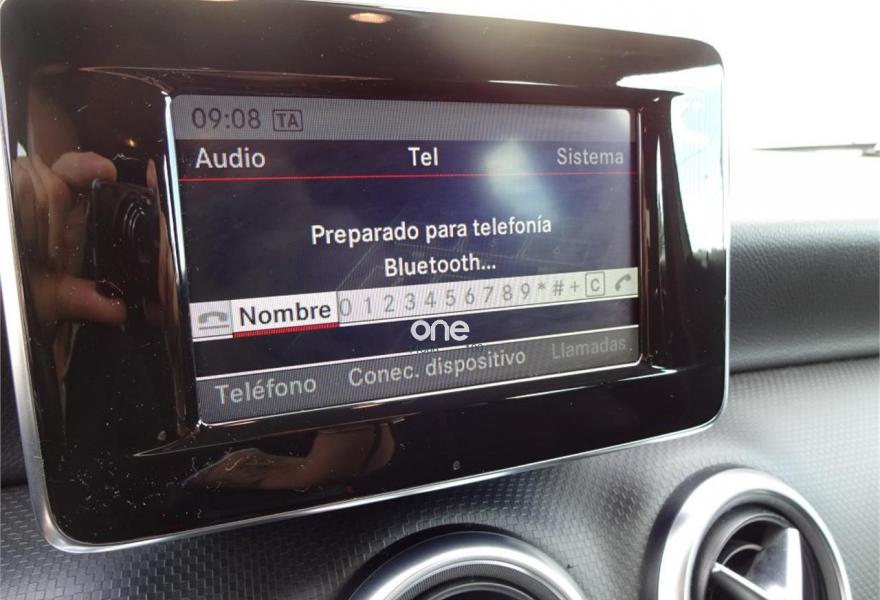 09:08 TA
Audio Tel Sistema
Preparado para telefonía
Bluetooth...
Nombre 0 1 2 3 4 5 6 7 8 9 * # + C
one
Teléfono Conec. dispositivo Llamadas